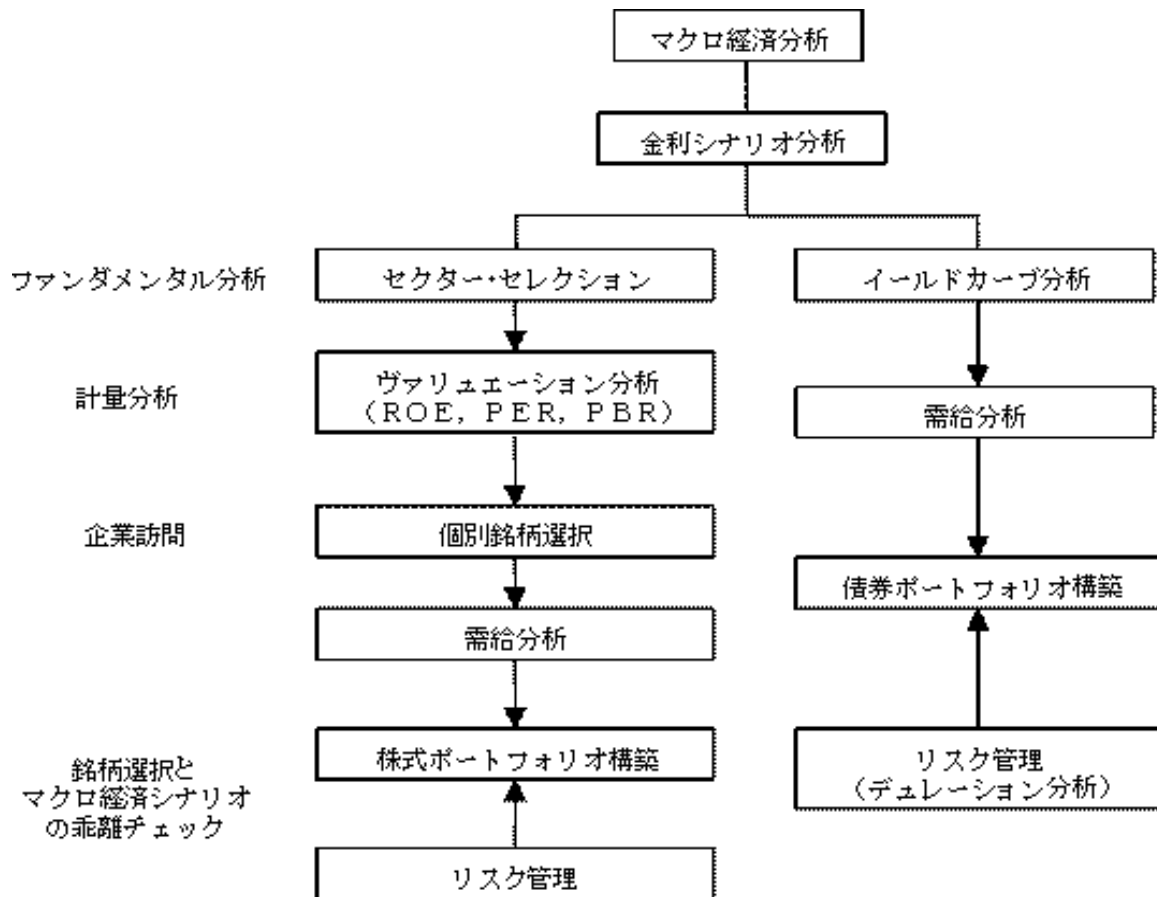 マクロ経済分析
金利シナリオ分析
ファンダメンタル分析
セクター・セレクション
イールドカーブ分析
計量分析
ヴァリュエーション分析
（ＲＯＥ，ＰＥＲ，ＰＢＲ）
需給分析
企業訪問
個別銘柄選択
債券ポートフォリオ構築
需給分析
銘柄選択と
マクロ経済シナリオ
の乖離チェック
株式ポートフォリオ構築
リスク管理
（デュレーション分析）
リスク管理